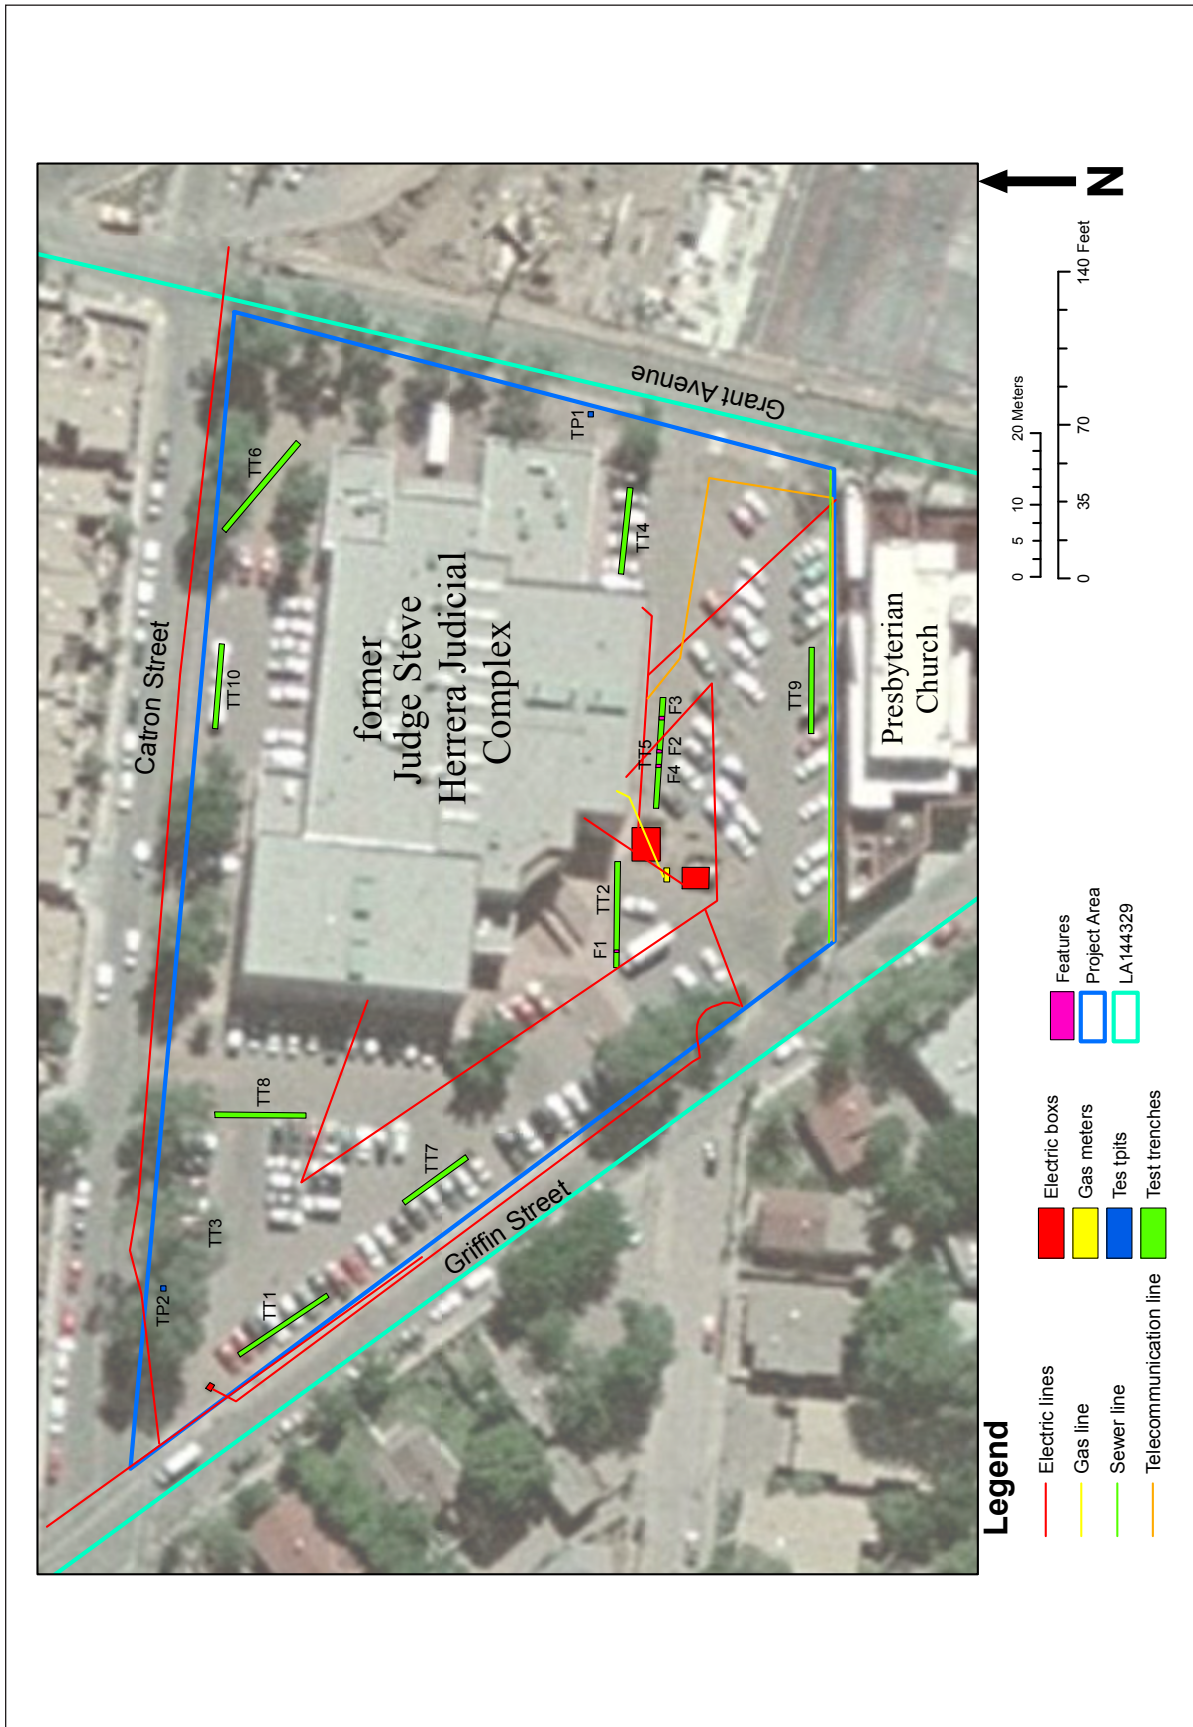 Catron Street
TP2
TT3
TT8
TT10
TT6
TT1
TT7
Griffin Street
former
Judge Steve
Herrera Judicial
Complex
F1
TT2
TT5
F4
F2
F3
TT4
TP1
Grant Avenue
TT9
Presbyterian
Church
N
0 5 10 20 Meters
0 35 70 140 Feet
Legend
Electric lines
Gas line
Sewer line
Telecommunication line
Electric boxs
Gas meters
Tes tpits
Test trenches
Features
Project Area
LA144329